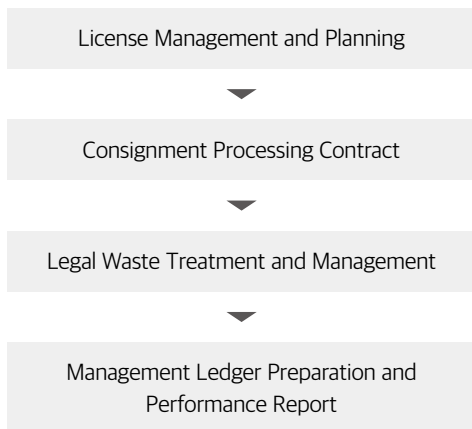 License Management and Planning
Consignment Processing Contract
Legal Waste Treatment and Management
Management Ledger Preparation and
Performance Report